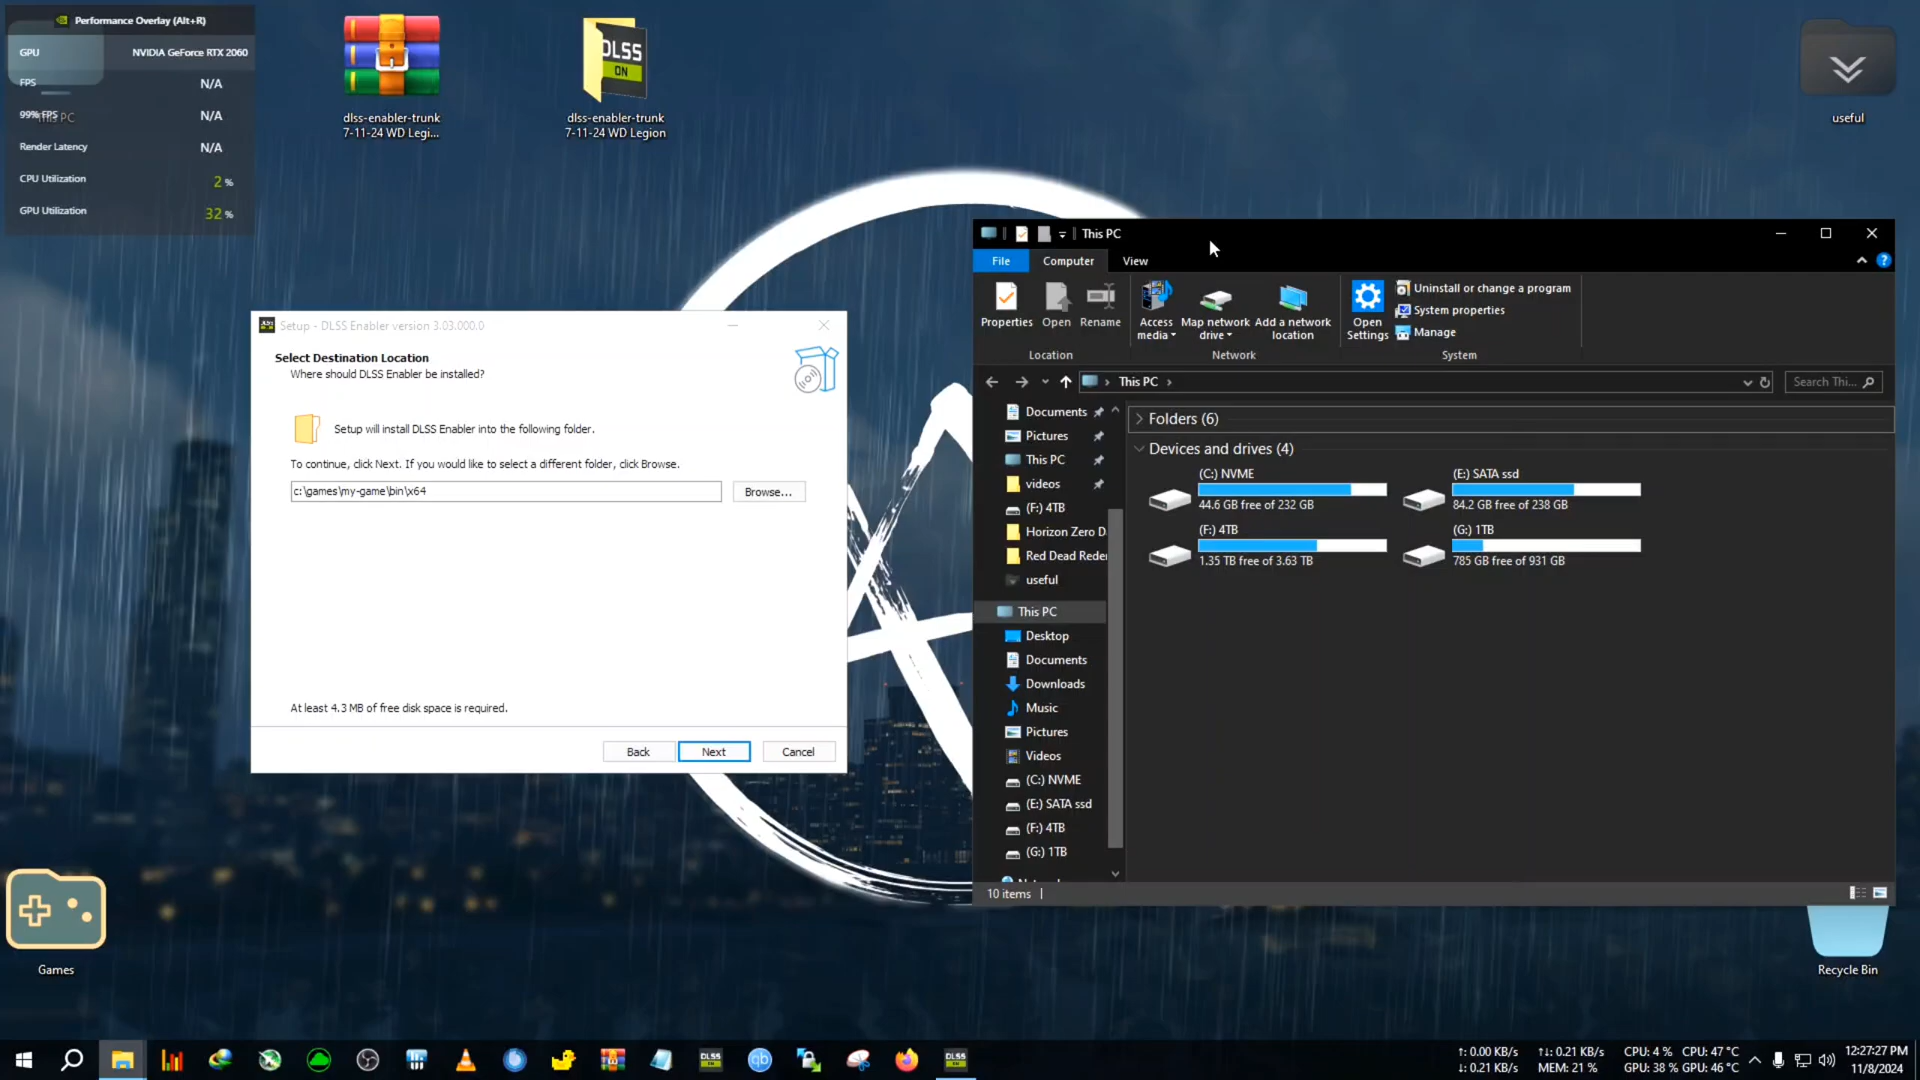 Performance Overlay (Alt+R)
GPU NVIDIA GeForce RTX 2060
FPS N/A
99% FPS N/A
This PC
Render Latency N/A
CPU Utilization 2 %
GPU Utilization 32 %
dlss-enabler-trunk
7-11-24 WD Legi...
DLSS
ON
dlss-enabler-trunk
7-11-24 WD Legion
useful
Setup - DLSS Enabler version 3.03.000.0
Select Destination Location
Where should DLSS Enabler be installed?
Setup will install DLSS Enabler into the following folder.
To continue, click Next. If you would like to select a different folder, click Browse.
c:\games\my-game\bin\x64
Browse...
At least 4.3 MB of free disk space is required.
Back
Next
Cancel
This PC
File
Computer
View
Properties
Open
Rename
Access
media
Map network
drive
Add a network
location
Open
Settings
Uninstall or change a program
System properties
Manage
Location
Network
System
This PC
Search Thi...
Documents
Pictures
This PC
videos
(F:) 4TB
Horizon Zero D
Red Dead Reder
useful
This PC
Desktop
Documents
Downloads
Music
Pictures
Videos
(C:) NVME
(E:) SATA ssd
(F:) 4TB
(G:) 1TB
Folders (6)
Devices and drives (4)
(C:) NVME
44.6 GB free of 232 GB
(E:) SATA ssd
84.2 GB free of 238 GB
(F:) 4TB
1.35 TB free of 3.63 TB
(G:) 1TB
785 GB free of 931 GB
10 items
Games
Recycle Bin
DLSS
ON
qb
DLSS
ON
↑: 0.00 KB/s
↓: 0.21 KB/s
↑↓: 0.21 KB/s
MEM: 21 %
CPU: 4 % CPU: 47 °C
GPU: 38 % GPU: 46 °C
12:27:27 PM
11/8/2024